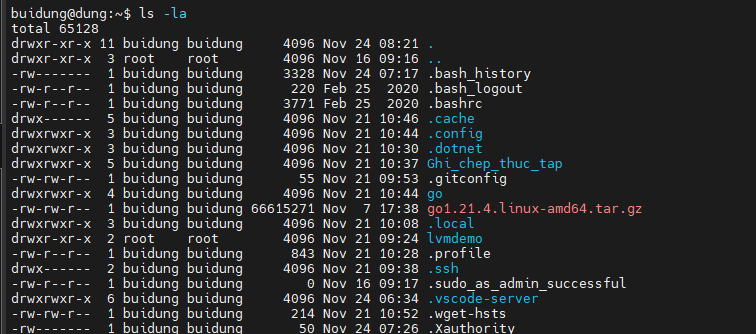 buidung@dung:~$ ls -la
total 65128
drwxr-xr-x 11 buidung buidung     4096 Nov 24 08:21 .
drwxr-xr-x  3 root    root        4096 Nov 16 09:16 ..
-rw-------  1 buidung buidung     3328 Nov 24 07:17 .bash_history
-rw-r--r--  1 buidung buidung      220 Feb 25  2020 .bash_logout
-rw-r--r--  1 buidung buidung     3771 Feb 25  2020 .bashrc
drwx------  5 buidung buidung     4096 Nov 21 10:46 .cache
drwxrwxr-x  3 buidung buidung     4096 Nov 21 10:44 .config
drwxrwxr-x  3 buidung buidung     4096 Nov 21 10:30 .dotnet
drwxrwxr-x  5 buidung buidung     4096 Nov 21 10:37 Ghi_chep_thuc_tap
-rw-rw-r--  1 buidung buidung       55 Nov 21 09:53 .gitconfig
drwxrwxr-x  4 buidung buidung     4096 Nov 21 10:44 go
-rw-rw-r--  1 buidung buidung 66615271 Nov  7 17:38 go1.21.4.linux-amd64.tar.gz
drwxrwxr-x  3 buidung buidung     4096 Nov 21 10:08 .local
drwxr-xr-x  2 root    root        4096 Nov 21 09:24 lvmdemo
-rw-r--r--  1 buidung buidung      843 Nov 21 10:28 .profile
drwx------  2 buidung buidung     4096 Nov 21 09:38 .ssh
-rw-r--r--  1 buidung buidung        0 Nov 16 09:17 .sudo_as_admin_successful
drwxrwxr-x  6 buidung buidung     4096 Nov 24 06:34 .vscode-server
-rw-rw-r--  1 buidung buidung      214 Nov 21 10:52 .wget-hsts
-rw-------  1 buidung buidung       50 Nov 24 07:26 .Xauthority